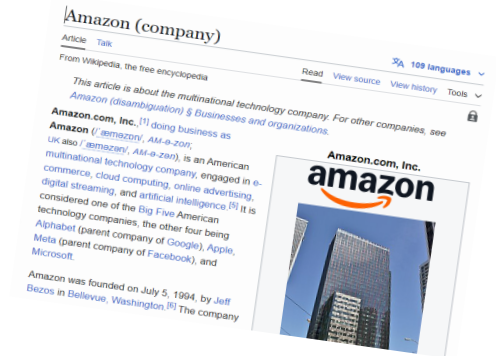 Amazon (company)
109 languages
Article Talk
Read View source View history Tools
From Wikipedia, the free encyclopedia
This article is about the multinational technology company. For other companies, see
Amazon (disambiguation) § Businesses and organizations.
Amazon.com, Inc.,[1] doing business as
Amazon (/ˈæməzɒn/, AM-ə-zon;
UK also /ˈæməzən/, AM-ə-zən), is an American
multinational technology company, engaged in e-
commerce, cloud computing, online advertising,
digital streaming, and artificial intelligence.[5] It is
considered one of the Big Five American
technology companies, the other four being
Alphabet (parent company of Google), Apple,
Meta (parent company of Facebook), and
Microsoft.
Amazon was founded on July 5, 1994, by Jeff
Bezos in Bellevue, Washington.[6] The company
Amazon.com, Inc.
amazon